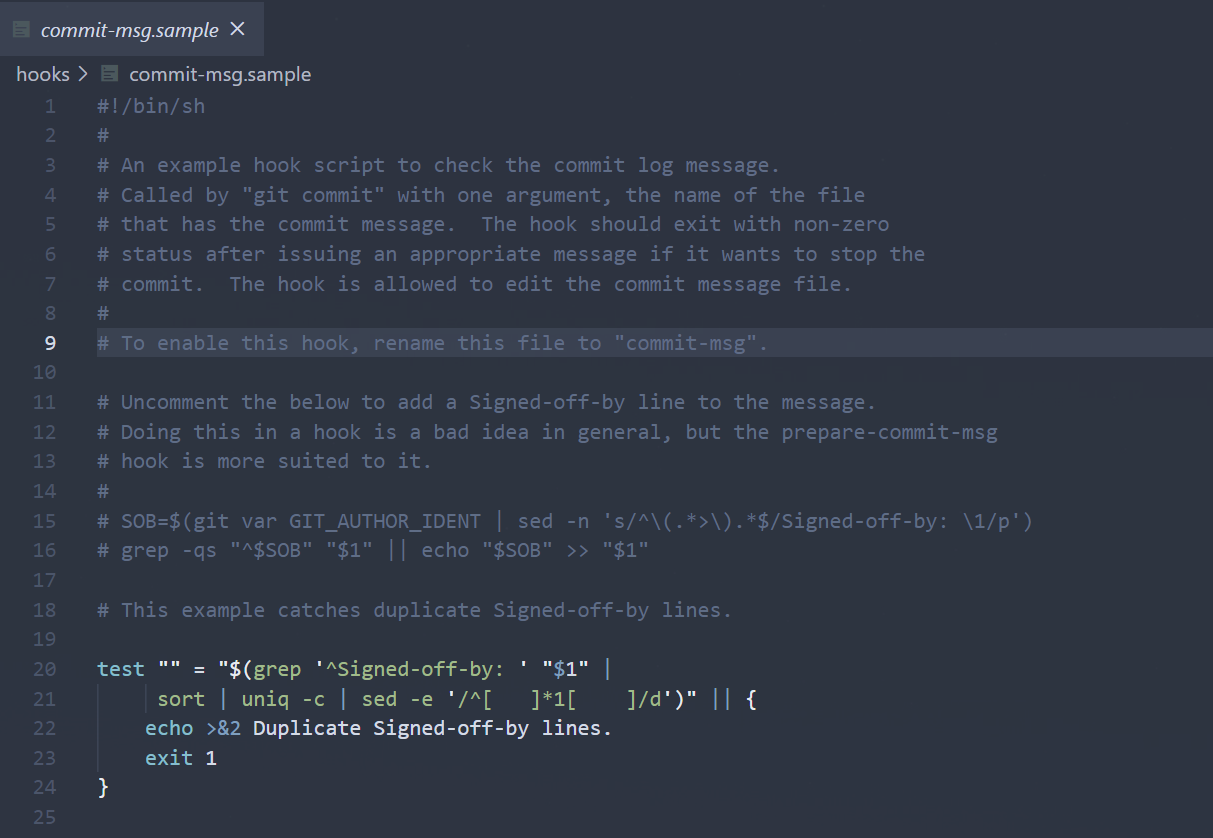 commit-msg.sample
hooks > commit-msg.sample
1 #!/bin/sh
2 #
3 # An example hook script to check the commit log message.
4 # Called by "git commit" with one argument, the name of the file
5 # that has the commit message.  The hook should exit with non-zero
6 # status after issuing an appropriate message if it wants to stop the
7 # commit.  The hook is allowed to edit the commit message file.
8 #
9 # To enable this hook, rename this file to "commit-msg".
10
11 # Uncomment the below to add a Signed-off-by line to the message.
12 # Doing this in a hook is a bad idea in general, but the prepare-commit-msg
13 # hook is more suited to it.
14 #
15 # SOB=$(git var GIT_AUTHOR_IDENT | sed -n 's/^\(.*>\).*$/Signed-off-by: \1/p')
16 # grep -qs "^$SOB" "$1" || echo "$SOB" >> "$1"
17
18 # This example catches duplicate Signed-off-by lines.
19
20 test "" = "$(grep '^Signed-off-by: ' "$1" |
21      sort | uniq -c | sed -e '/^[   ]*1[    ]/d')" || {
22     echo >&2 Duplicate Signed-off-by lines.
23     exit 1
24 }
25